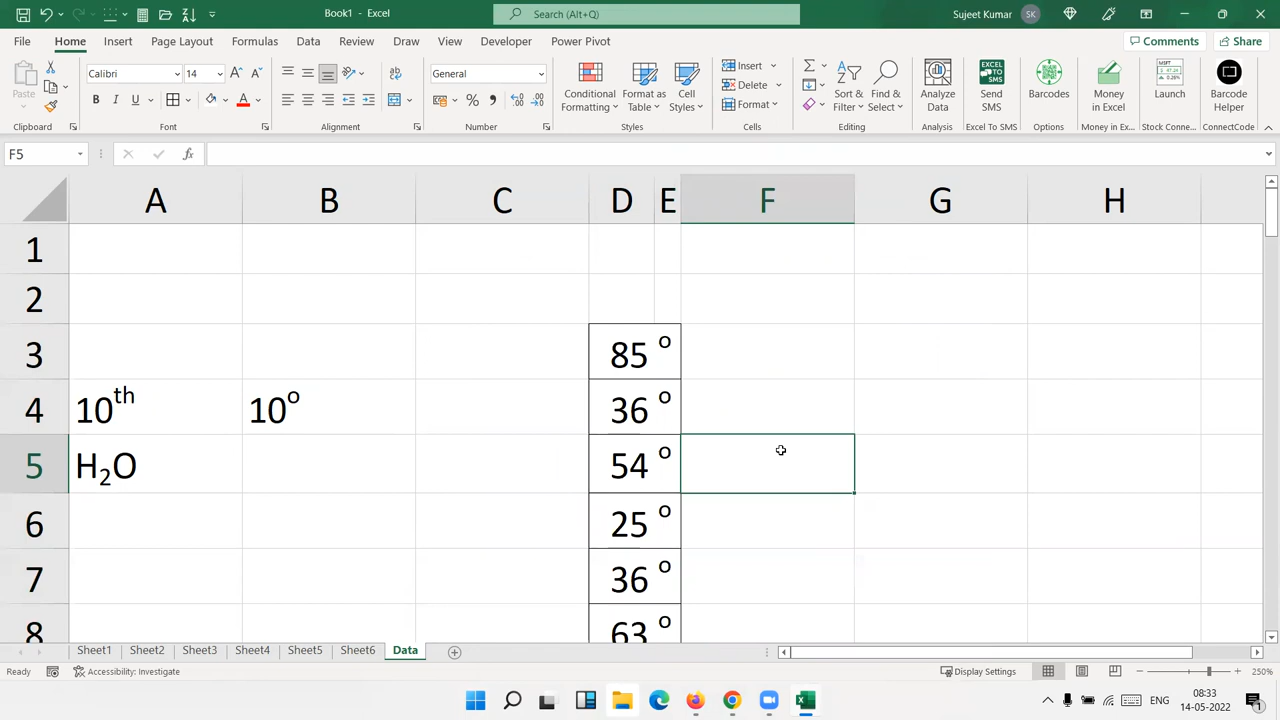 Book1 - Excel
Search (Alt+Q)
Sujeet Kumar
SK
File
Home
Insert
Page Layout
Formulas
Data
Review
Draw
View
Developer
Power Pivot
Comments
Share
Paste
Calibri
14
General
Conditional Formatting
Format as Table
Cell Styles
Insert
Delete
Format
Sort & Filter
Find & Select
Analyze Data
Send SMS
Barcodes
Money in Excel
Launch
Barcode Helper
Clipboard
Font
Alignment
Number
Styles
Cells
Editing
Analysis
Excel To SMS
Options
Money in Ex...
Stock Conne...
ConnectCode
F5
fx
A B C D E F G H
1
2
3 85 o
4 10th 10o 36 o
5 H2O 54 o
6 25 o
7 36 o
8 63 o
Sheet1 Sheet2 Sheet3 Sheet4 Sheet5 Sheet6 Data
Ready
Accessibility: Investigate
Display Settings
250%
ENG
08:33
14-05-2022